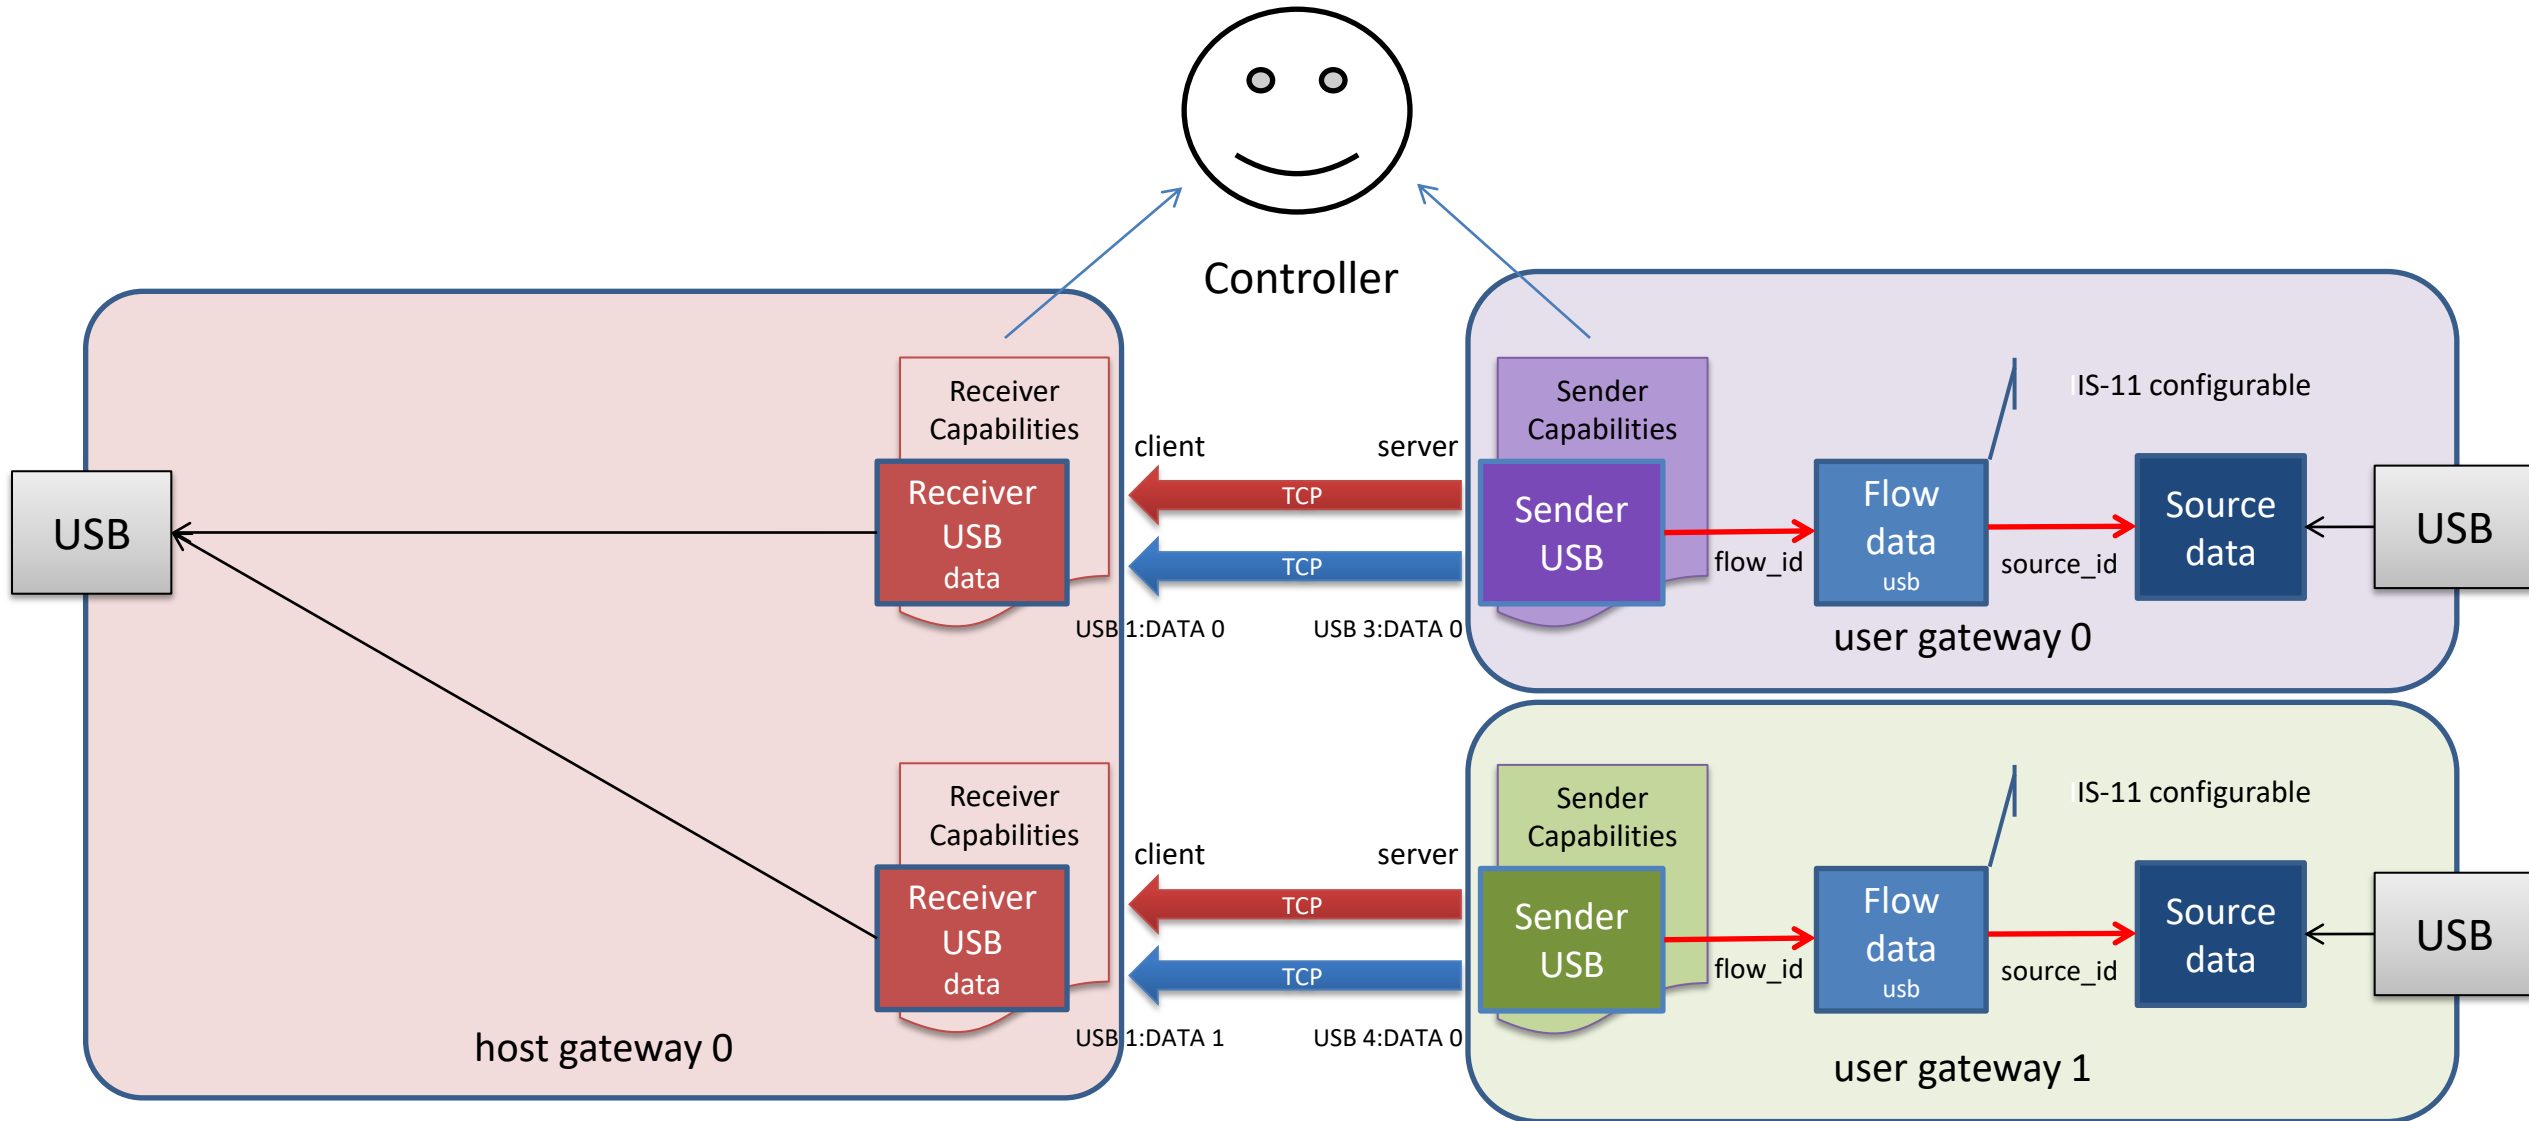 Controller
Receiver
Capabilities
client
server
Sender
Capabilities
IS-11 configurable
USB
Receiver
USB
data
TCP
TCP
Sender
USB
flow_id
Flow
data
usb
source_id
Source
data
USB
USB 1:DATA 0
USB 3:DATA 0
user gateway 0
Receiver
Capabilities
client
server
Sender
Capabilities
IS-11 configurable
Receiver
USB
data
TCP
TCP
Sender
USB
flow_id
Flow
data
usb
source_id
Source
data
USB
USB 1:DATA 1
USB 4:DATA 0
host gateway 0
user gateway 1